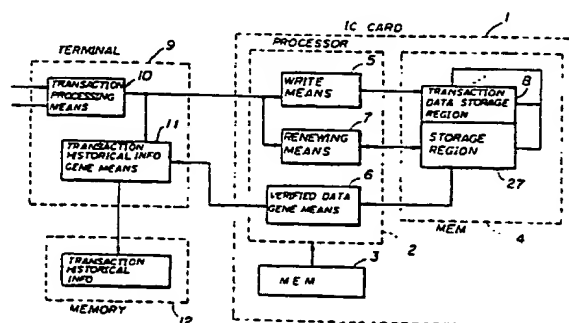 IC CARD
1
TERMINAL
9
PROCESSOR
TRANSACTION
PROCESSING
MEANS
10
5
WRITE
MEANS
8
TRANSACTION
DATA STORAGE
REGION
11
7
RENEWING
MEANS
STORAGE
REGION
TRANSACTION
HISTORICAL INFO
GENE MEANS
6
27
VERIFIED DATA
GENE MEANS
MEM
4
3
2
MEM
TRANSACTION
HISTORICAL
INFO
MEMORY
12